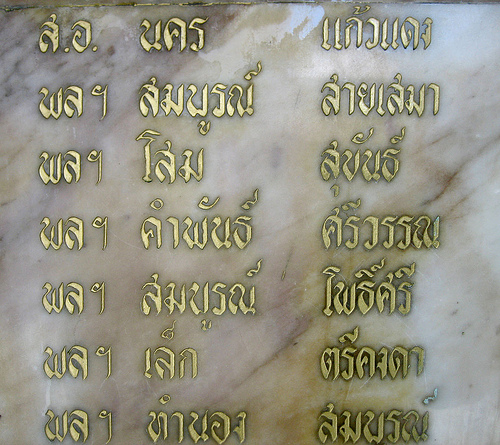 ส.อ. นคร แก้วแดง
พลฯ สมบูรณ์ สายเสมา
พลฯ โสม สุขันธ์
พลฯ คำพันธ์ ศรีวรรณ
พลฯ สมบูรณ์ โพธิ์ศรี
พลฯ เล็ก ตรีคงคา
พลฯ ทำนอง สมบูรณ์